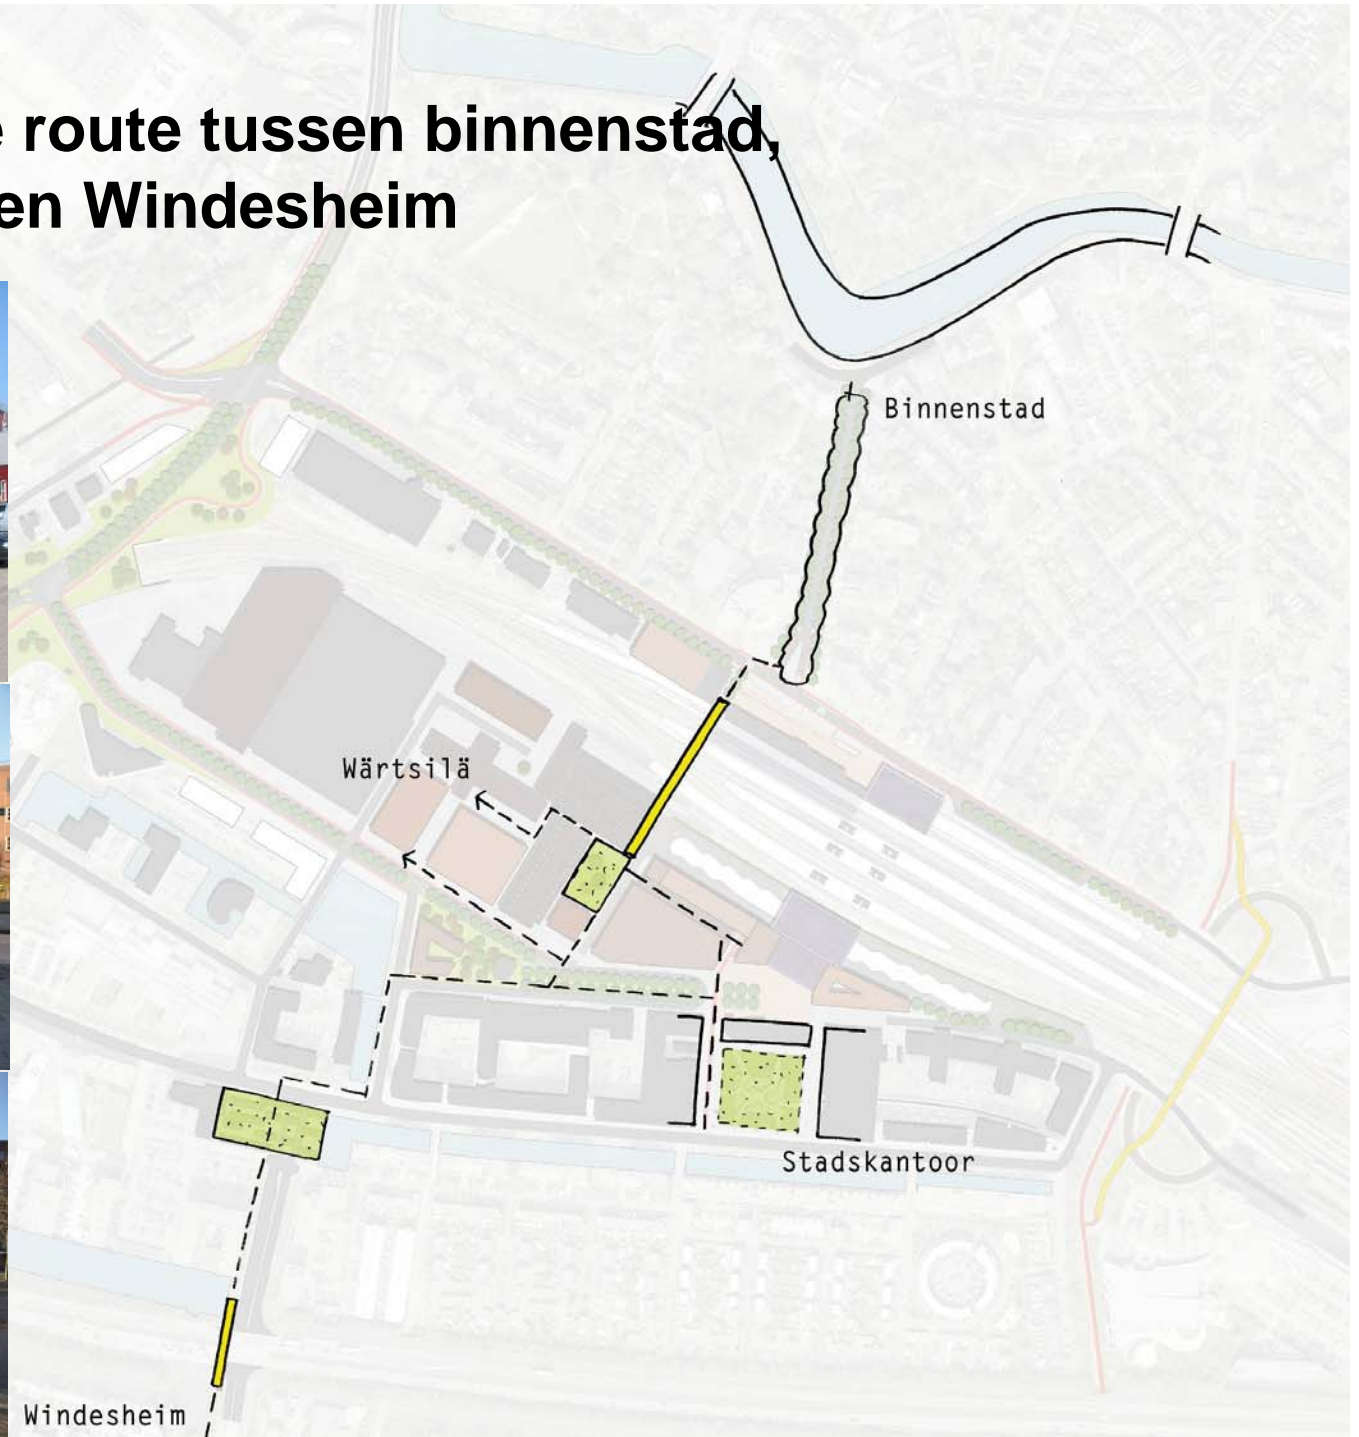 e route tussen binnenstad,
en Windesheim
Binnenstad
Wärtsilä
Stadskantoor
Windesheim